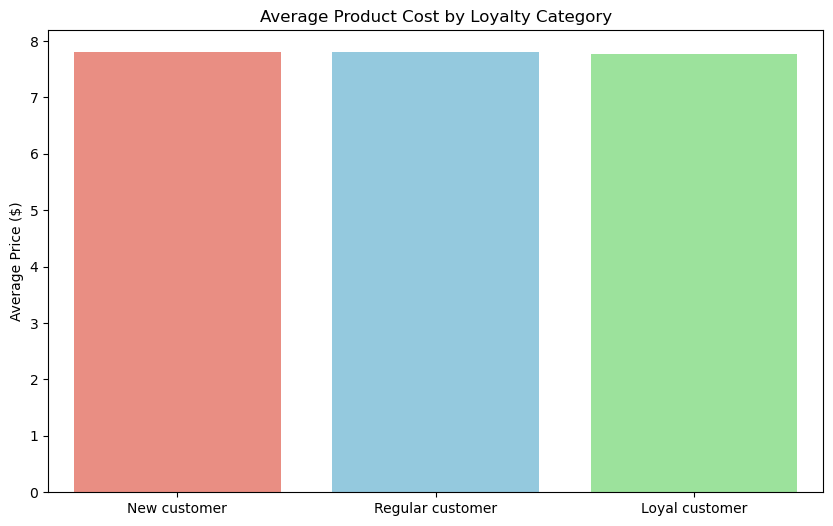 Average Product Cost by Loyalty Category
Average Price ($)
8
7
6
5
4
3
2
1
0
New customer
Regular customer
Loyal customer